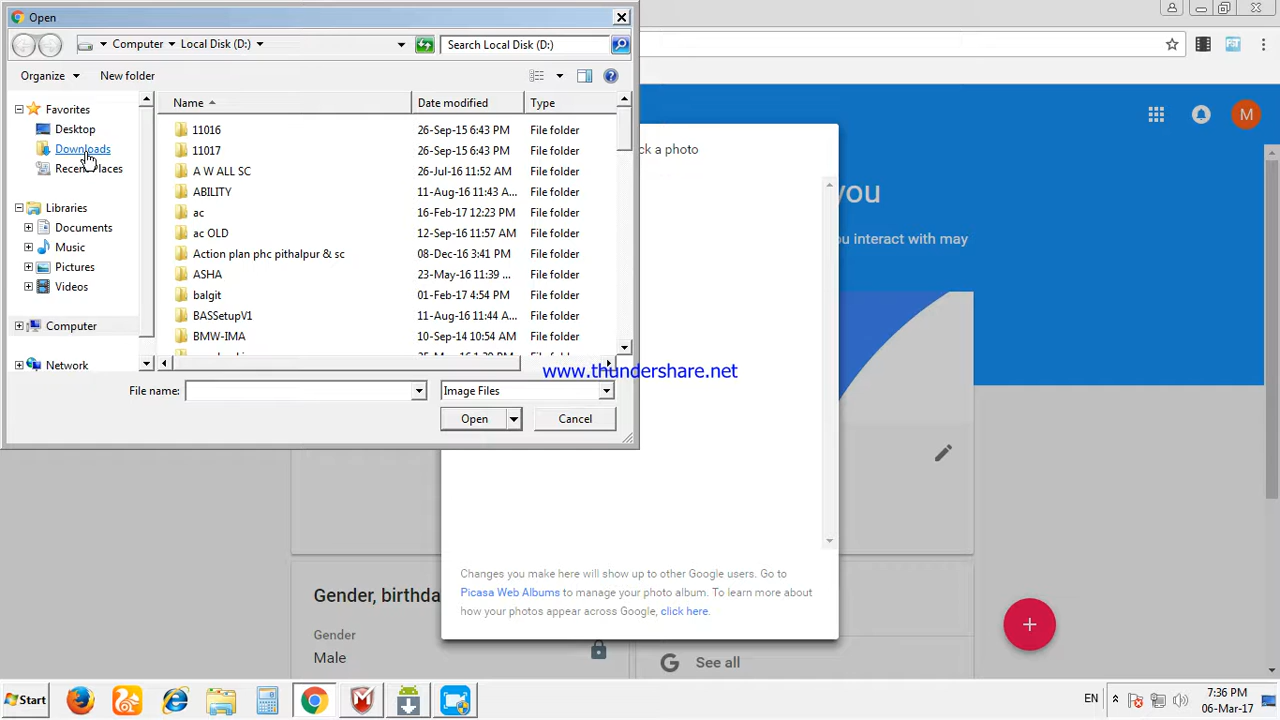 Open
Computer Local Disk (D:)
Search Local Disk (D:)
Organize
New folder
Name
Date modified
Type
Favorites
Desktop
Downloads
Recent Places
Libraries
Documents
Music
Pictures
Videos
Computer
Network
11016 26-Sep-15 6:43 PM File folder
11017 26-Sep-15 6:43 PM File folder
A W ALL SC 26-Jul-16 11:52 AM File folder
ABILITY 11-Aug-16 11:43 A... File folder
ac 16-Feb-17 12:23 PM File folder
ac OLD 12-Sep-16 11:57 AM File folder
Action plan phc pithalpur & sc 08-Dec-16 3:41 PM File folder
ASHA 23-May-16 11:39 ... File folder
balgit 01-Feb-17 4:54 PM File folder
BASSetupV1 11-Aug-16 11:44 A... File folder
BMW-IMA 10-Sep-14 10:54 AM File folder
File name:
Image Files
Open
Cancel
www.thundershare.net
ck a photo
M
you
u interact with may
Changes you make here will show up to other Google users. Go to
Picasa Web Albums to manage your photo album. To learn more about
how your photos appear across Google, click here.
Gender, birthda
Gender
Male
G See all
Start
EN
7:36 PM
06-Mar-17